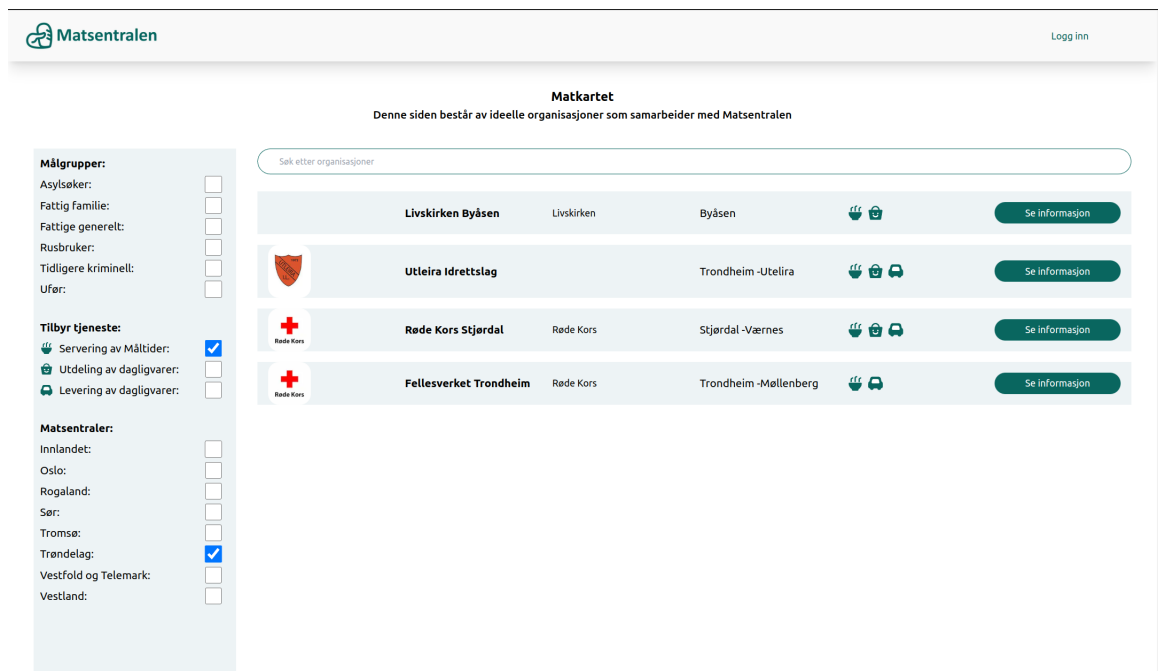 Matsentralen
Logg inn
Matkartet
Denne siden består av ideelle organisasjoner som samarbeider med Matsentralen
Målgrupper:
Asylsøker:
Fattig familie:
Fattige generelt:
Rusbruker:
Tidligere kriminell:
Ufør:
Tilbyr tjeneste:
Servering av Måltider:
Utdeling av dagligvarer:
Levering av dagligvarer:
Matsentraler:
Innlandet:
Oslo:
Rogaland:
Sør:
Tromsø:
Trøndelag:
Vestfold og Telemark:
Vestland:
Søk etter organisasjoner
Livskirken Byåsen Livskirken Byåsen Se informasjon
UTLEIRA
Utleira Idrettslag Trondheim -Utelira Se informasjon
Røde Kors
Røde Kors Stjørdal Røde Kors Stjørdal -Værnes Se informasjon
Røde Kors
Fellesverket Trondheim Røde Kors Trondheim -Møllenberg Se informasjon